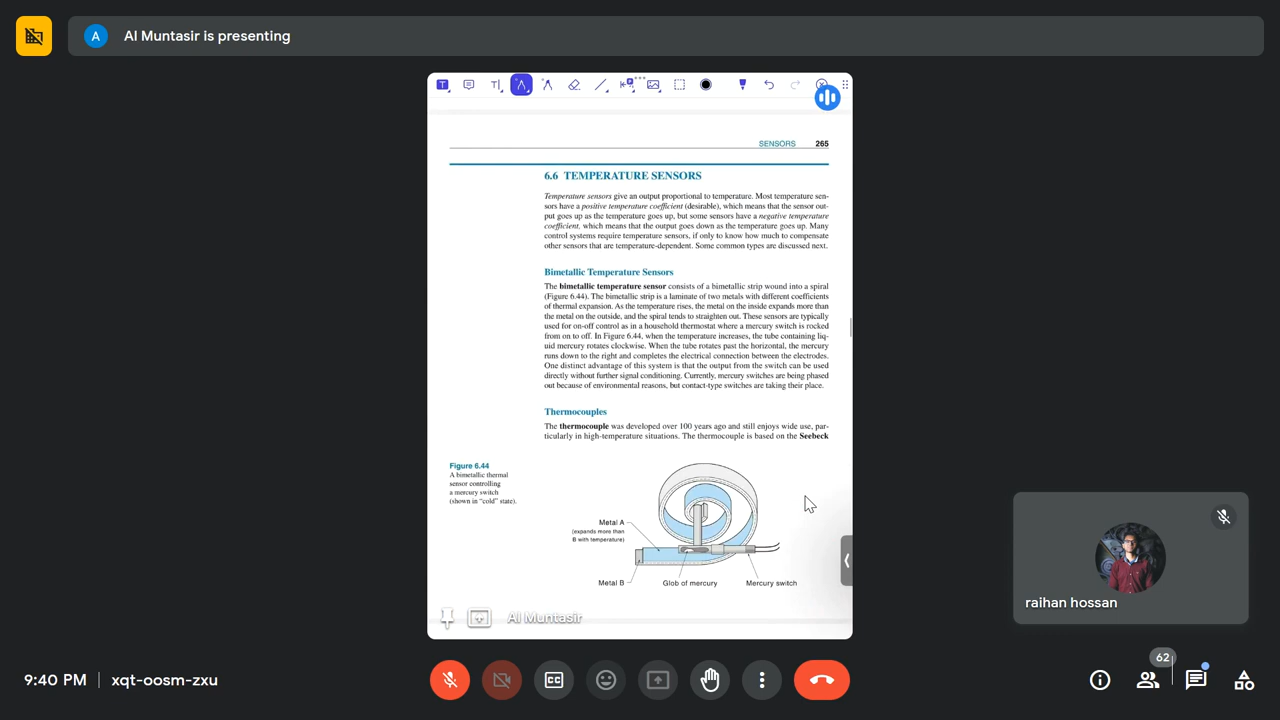 A
Al Muntasir is presenting
SENSORS 265
6.6 TEMPERATURE SENSORS
Temperature sensors give an output proportional to temperature. Most temperature sen-
sors have a positive temperature coefficient (desirable), which means that the sensor out-
put goes up as the temperature goes up, but some sensors have a negative temperature
coefficient, which means that the output goes down as the temperature goes up. Many
control systems require temperature sensors, if only to know how much to compensate
other sensors that are temperature-dependent. Some common types are discussed next.
Bimetallic Temperature Sensors
The bimetallic temperature sensor consists of a bimetallic strip wound into a spiral
(Figure 6.44). The bimetallic strip is a laminate of two metals with different coefficients
of thermal expansion. As the temperature rises, the metal on the inside expands more than
the metal on the outside, and the spiral tends to straighten out. These sensors are typically
used for on-off control as in a household thermostat where a mercury switch is rocked
from on to off. In Figure 6.44, when the temperature increases, the tube containing liq-
uid mercury rotates clockwise. When the tube rotates past the horizontal, the mercury
runs down to the right and completes the electrical connection between the electrodes.
One distinct advantage of this system is that the output from the switch can be used
directly without further signal conditioning. Currently, mercury switches are being phased
out because of environmental reasons, but contact-type switches are taking their place.
Thermocouples
The thermocouple was developed over 100 years ago and still enjoys wide use, par-
ticularly in high-temperature situations. The thermocouple is based on the Seebeck
Figure 6.44
A bimetallic thermal
sensor controlling
a mercury switch
(shown in "cold" state).
Metal A
(expands more than
B with temperature)
Metal B
Glob of mercury
Mercury switch
Al Muntasir
raihan hossan
9:40 PM | xqt-oosm-zxu
CC
62